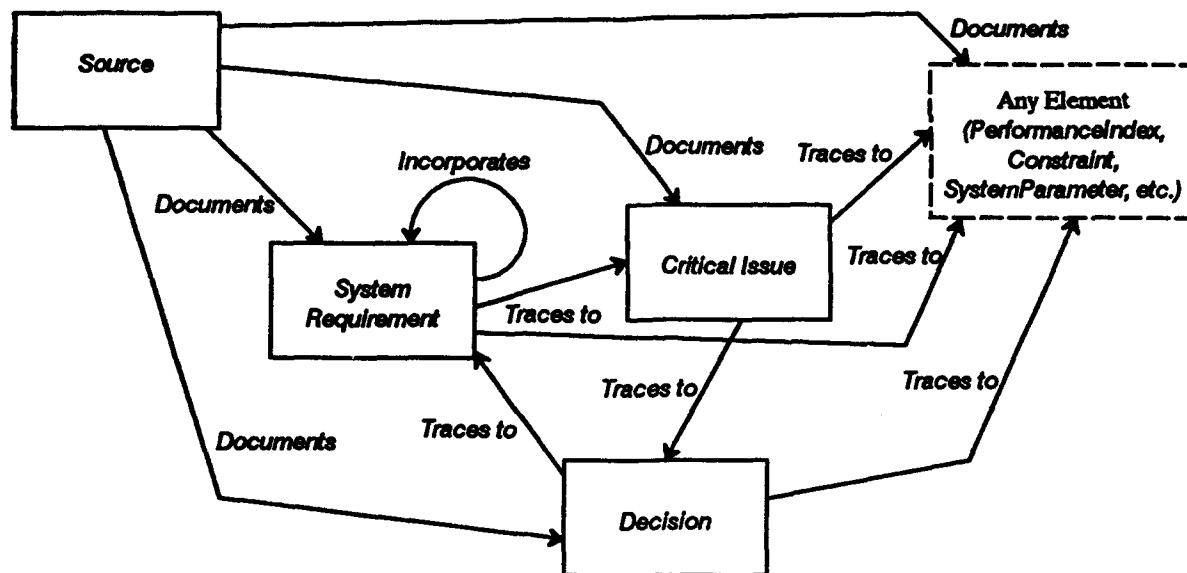 Documents
Source
Any Element
(PerformanceIndex,
Constraint,
SystemParameter, etc.)
Documents
Traces to
Incorporates
Documents
Critical Issue
Traces to
System
Requirement
Traces to
Traces to
Traces to
Traces to
Documents
Decision